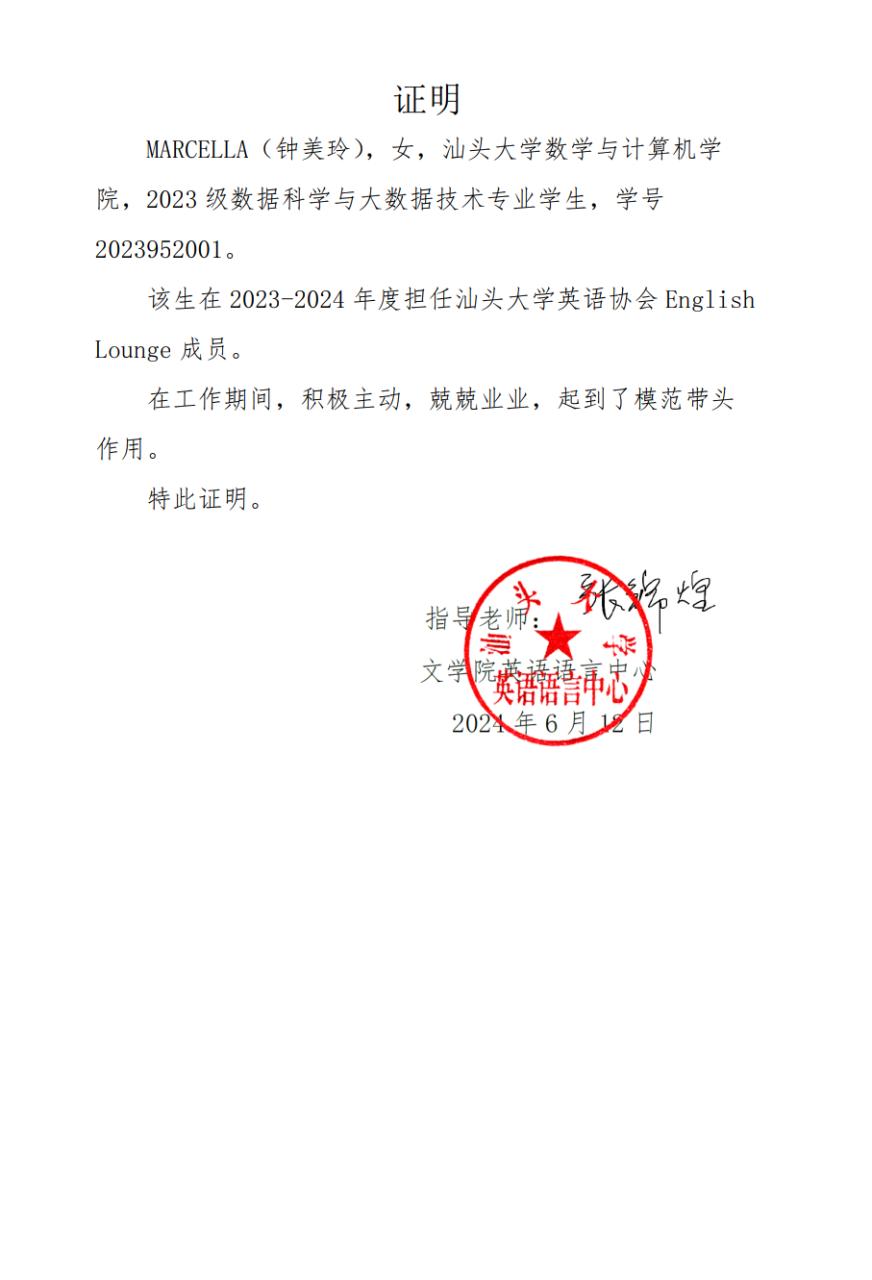 证明
MARCELLA（钟美玲），女，汕头大学数学与计算机学
院，2023 级数据科学与大数据技术专业学生，学号
2023952001。
该生在 2023-2024 年度担任汕头大学英语协会 English
Lounge 成员。
在工作期间，积极主动，兢兢业业，起到了模范带头
作用。
特此证明。
指导老师：张锦煌
文学院英语语言中心
2024 年 6 月 12 日
汕头大学
英语语言中心